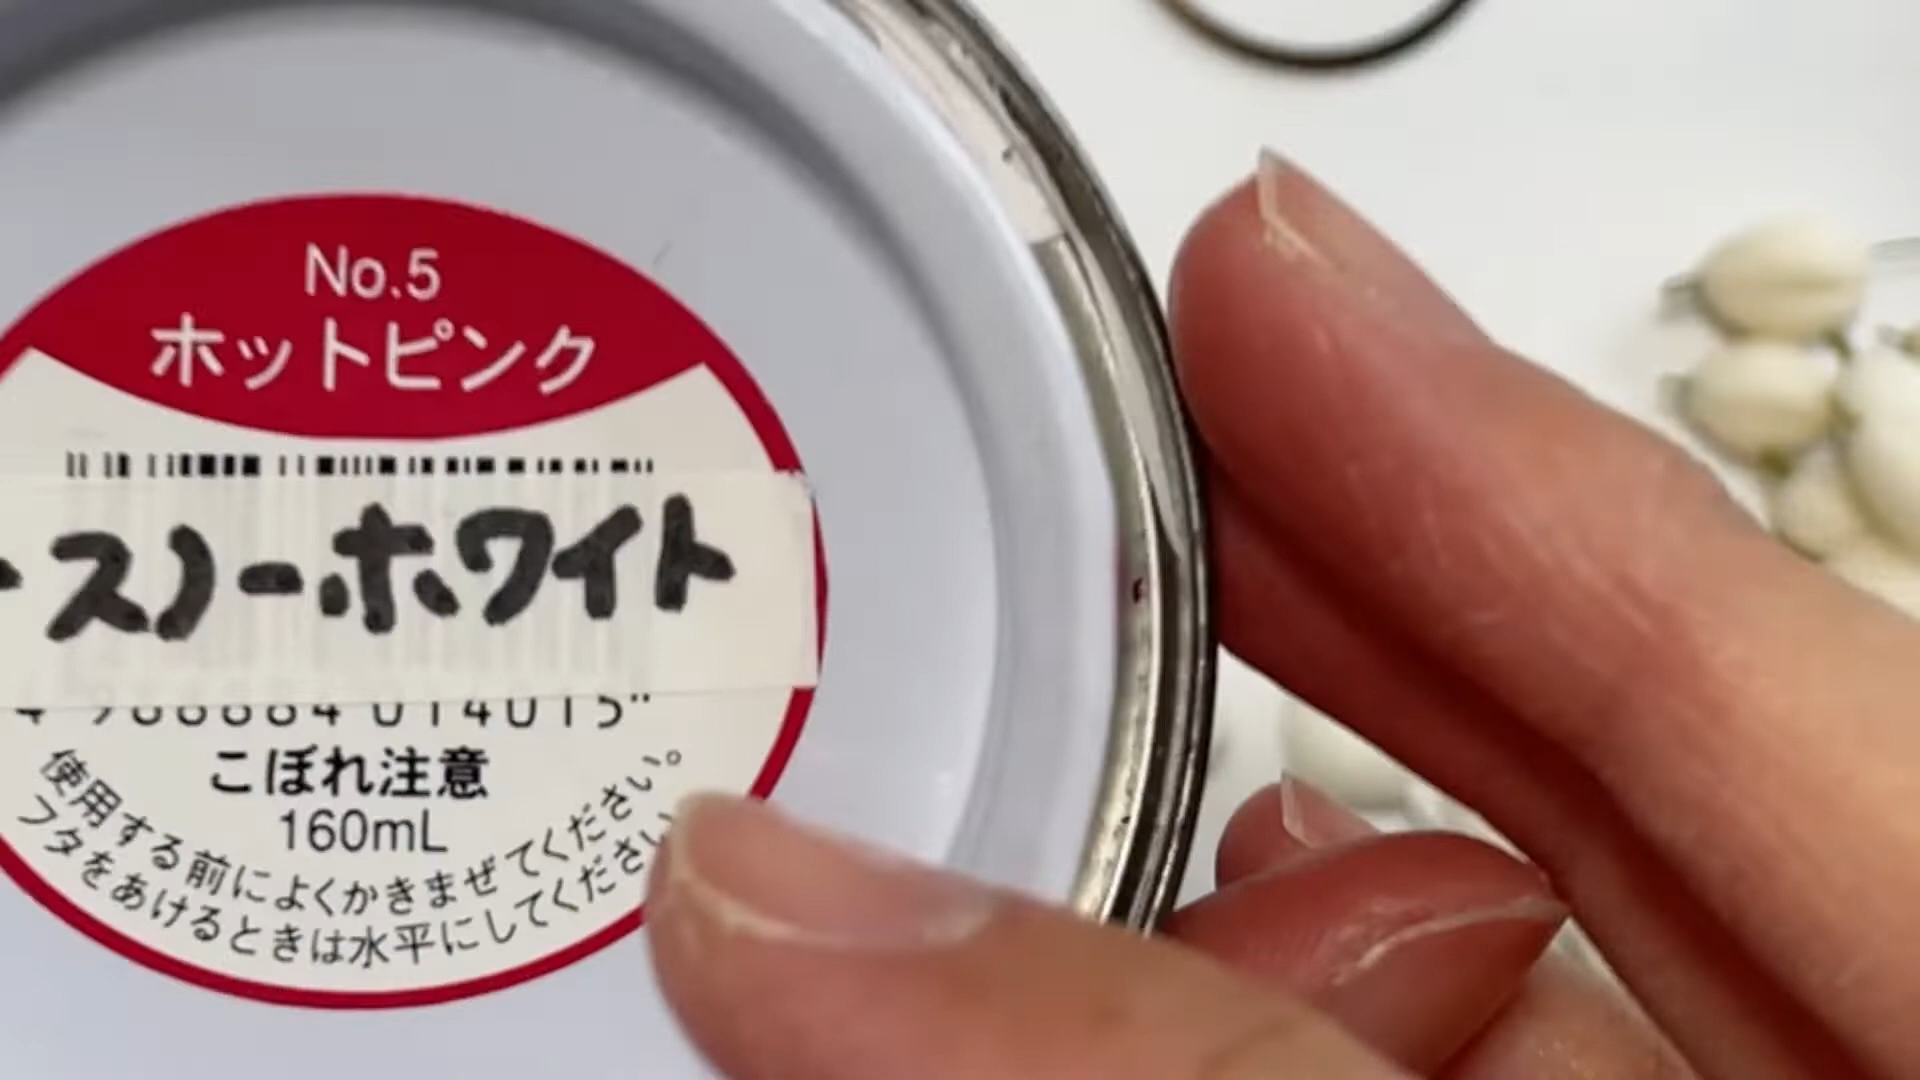 No.5
ホットピンク
スノーホワイト
こぼれ注意
160mL
使用する前によくかきまぜてください。
フタをあけるときは水平にしてください